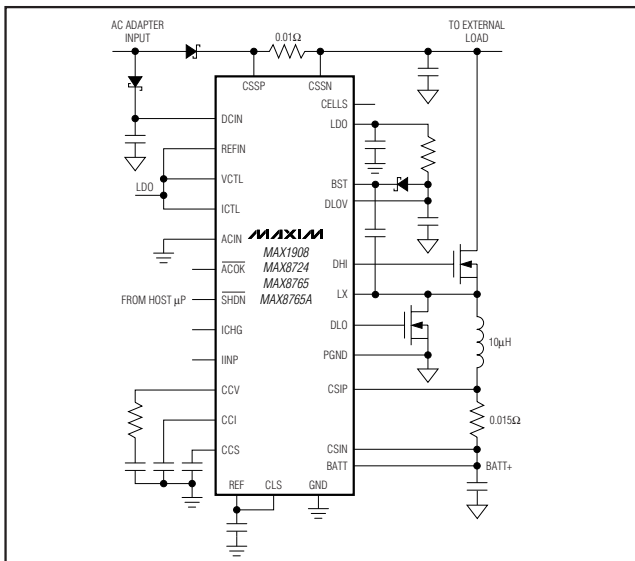 AC ADAPTER
INPUT
0.01Ω
TO EXTERNAL
LOAD
CSSP
CSSN
CELLS
DCIN
LDO
REFIN
VCTL
BST
LDO
DLOV
ICTL
ACIN
MAXIM
MAX1908
MAX8724
MAX8765
MAX8765A
DHI
ACOK
LX
FROM HOST µP
SHDN
DLO
ICHG
10µH
PGND
IINP
CCV
CSIP
CCI
0.015Ω
CCS
CSIN
BATT
BATT+
REF
CLS
GND